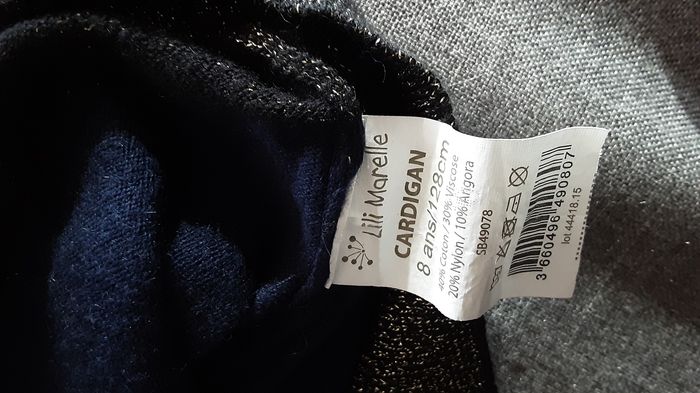 Lili Marelle
CARDIGAN
8 ans/128cm
40% Coton / 30% Viscose
20% Nylon / 10% Angora
SB49078
3 660496 490807
lot 44418.15